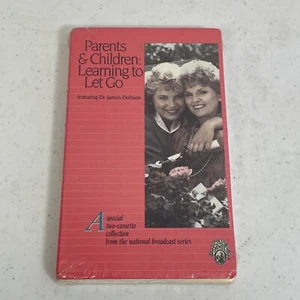 Parents
& Children:
Learning to
Let Go
featuring Dr. James Dobson
A special
two-cassette
collection
from the national broadcast series